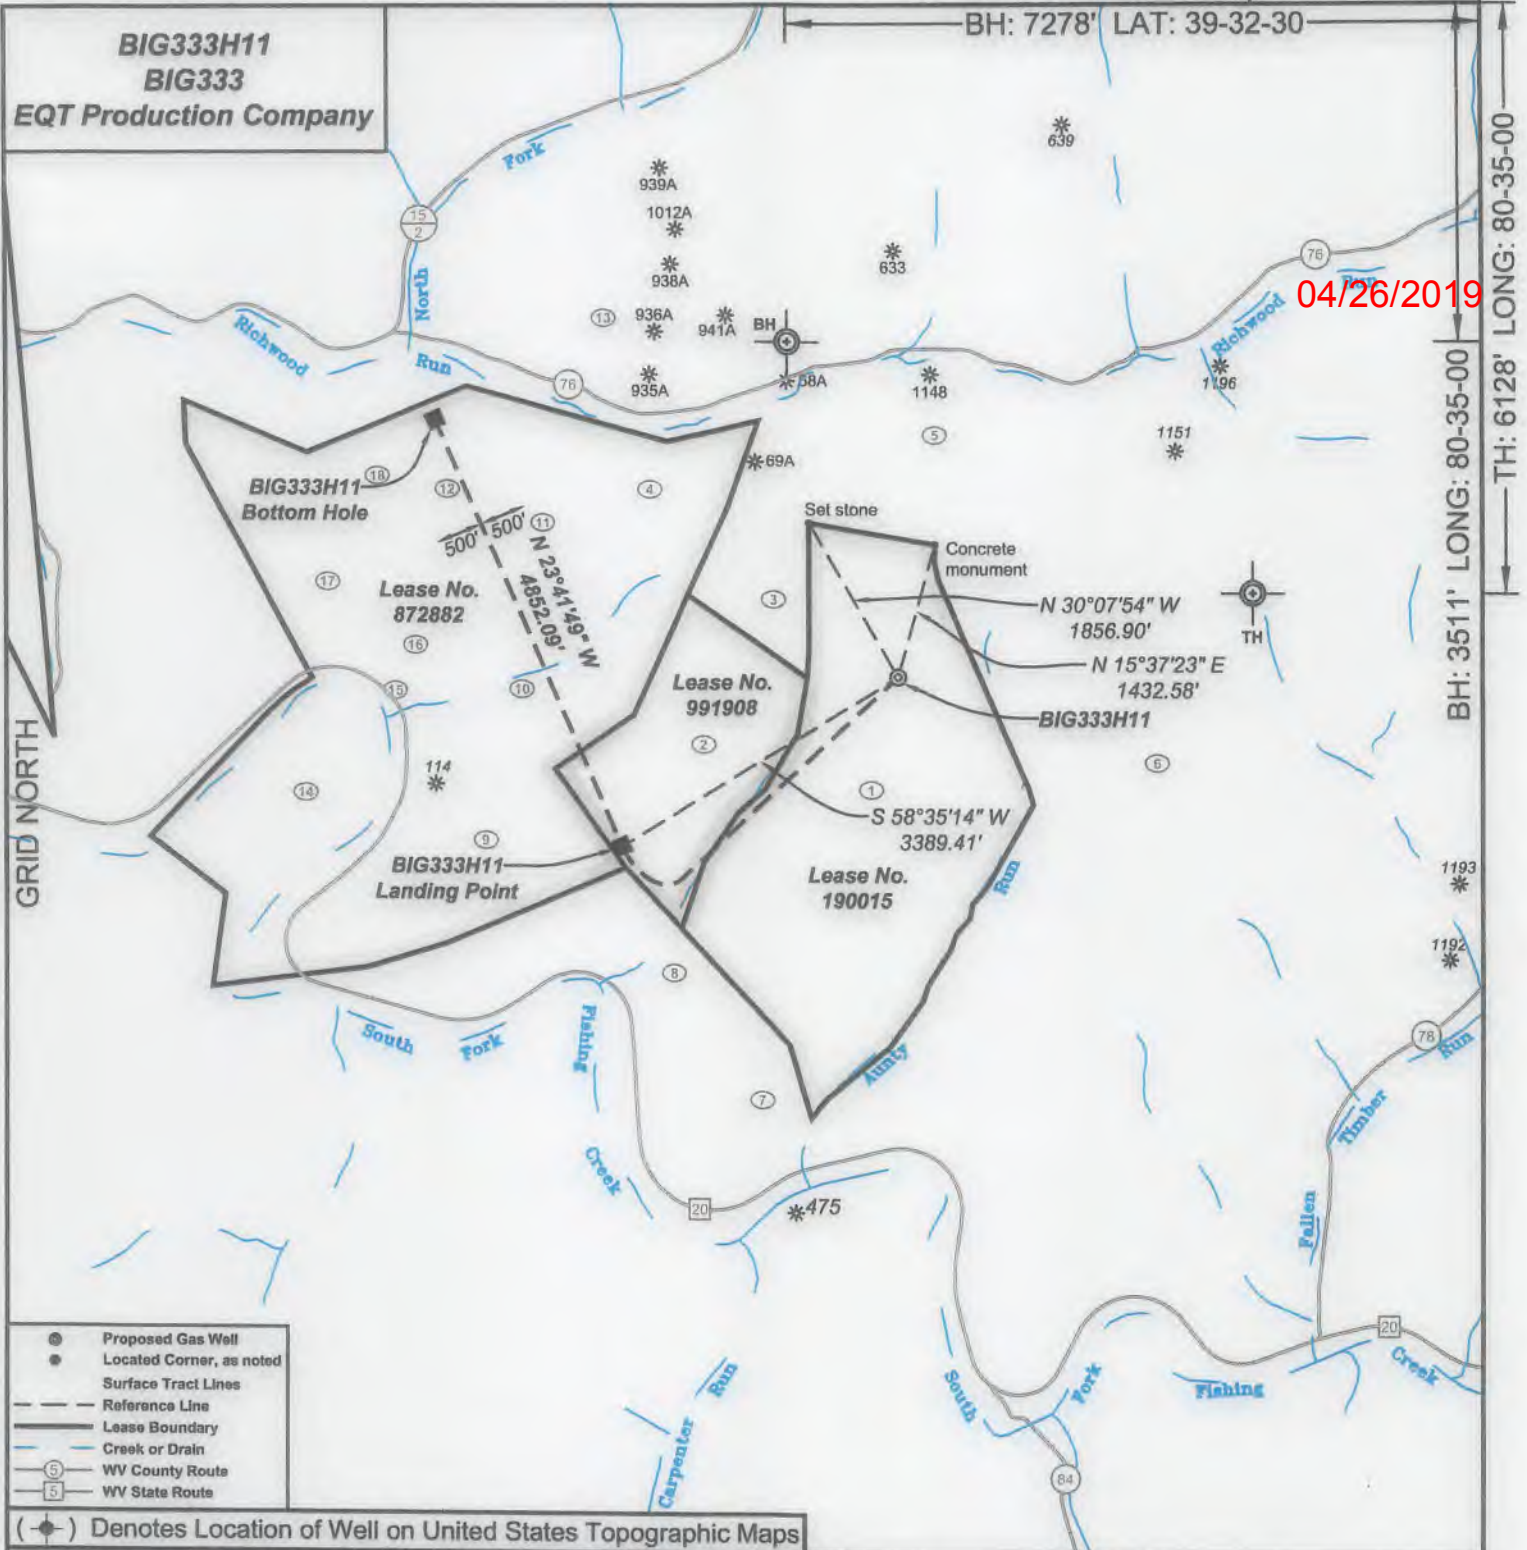 BH: 7278' LAT: 39-32-30
BIG333H11
BIG333
EQT Production Company
TH: 6128' LONG: 80-35-00
BH: 3511' LONG: 80-35-00
04/26/2019
639
Fork
939A
1012A
15
2
938A
633
76
North
13
936A
941A
BH
Run
Richwood
Richwood
Run
76
935A
58A
1148
1196
5
1151
69A
18
12
4
BIG333H11
Bottom Hole
500' 500'
11
Set stone
Concrete
monument
N 23°41'49" W
4852.09'
17
Lease No.
872882
3
N 30°07'54" W
1856.90'
TH
16
N 15°37'23" E
1432.58'
15
10
Lease No.
991908
BIG333H11
GRID NORTH
2
6
114
14
1
S 58°35'14" W
3389.41'
9
BIG333H11
Landing Point
Lease No.
190015
Run
1193
1192
8
South
Fork
Fishing
Aunty
78
Run
7
Timber
Creek
20
475
Fallen
20
Creek
Fishing
Fork
South
Run
Carpenter
84
Proposed Gas Well
Located Corner, as noted
Surface Tract Lines
Reference Line
Lease Boundary
Creek or Drain
5 WV County Route
5 WV State Route
( ) Denotes Location of Well on United States Topographic Maps